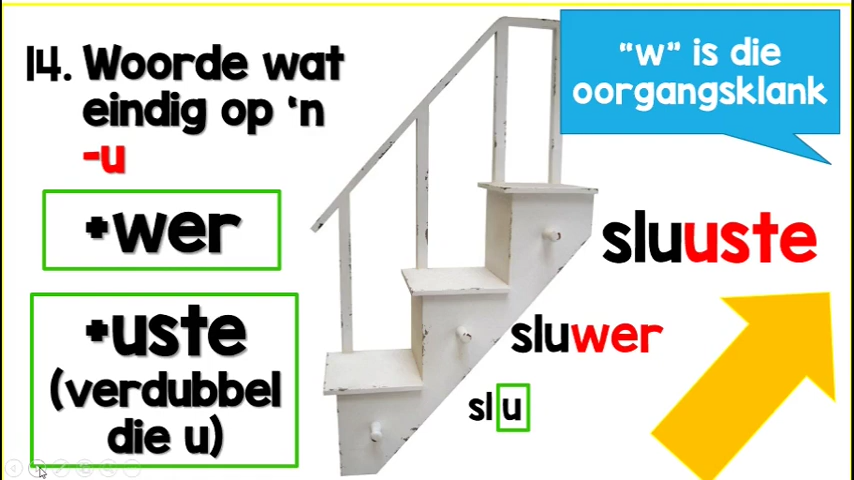 14. Woorde wat
eindig op ‘n
-u
+wer
+uste
(verdubbel
die u)
“w” is die
oorgangsklank
sluuste
sluwer
slu